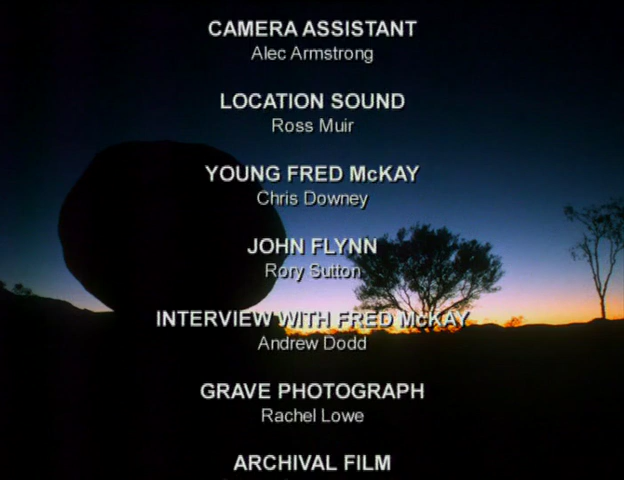 CAMERA ASSISTANT
Alec Armstrong
LOCATION SOUND
Ross Muir
YOUNG FRED McKAY
Chris Downey
JOHN FLYNN
Rory Sutton
INTERVIEW WITH FRED McKAY
Andrew Dodd
GRAVE PHOTOGRAPH
Rachel Lowe
ARCHIVAL FILM